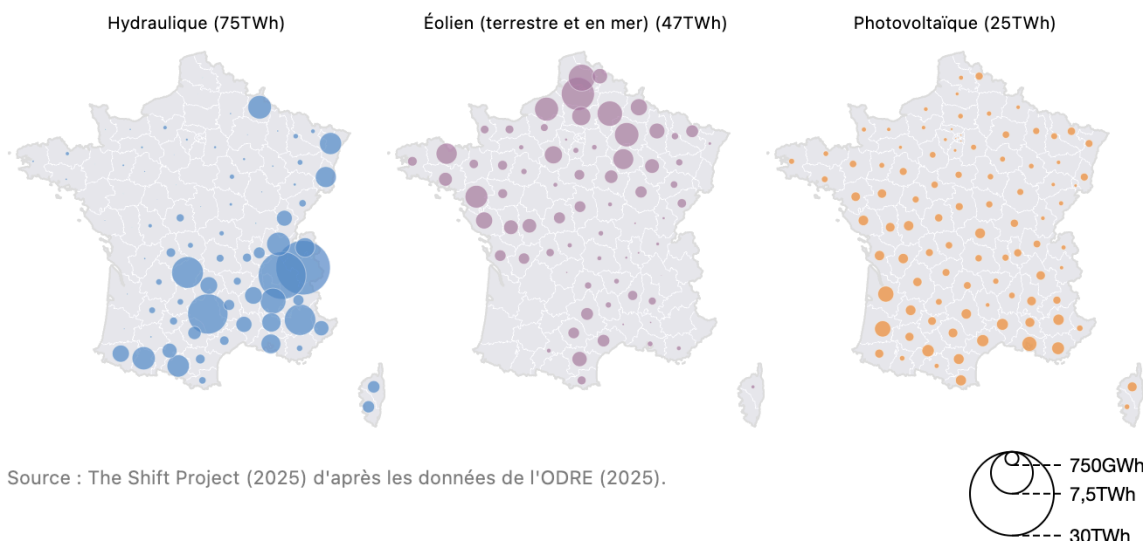 Hydraulique (75TWh)
Éolien (terrestre et en mer) (47TWh)
Photovoltaïque (25TWh)
Source : The Shift Project (2025) d'après les données de l'ODRE (2025).
750GWh
7,5TWh
30TWh